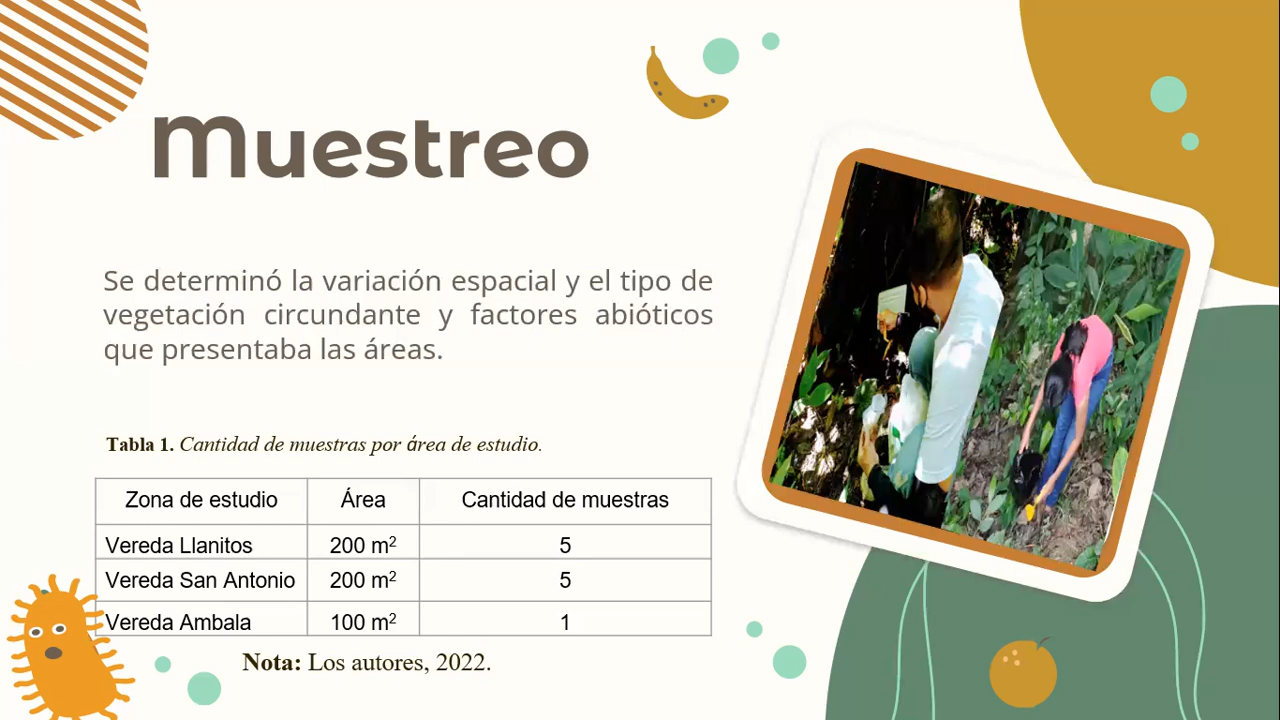 Muestreo
Se determinó la variación espacial y el tipo de
vegetación circundante y factores abióticos
que presentaba las áreas.
Tabla 1. Cantidad de muestras por área de estudio.
Zona de estudio Área Cantidad de muestras
Vereda Llanitos 200 m² 5
Vereda San Antonio 200 m² 5
Vereda Ambala 100 m² 1
Nota: Los autores, 2022.